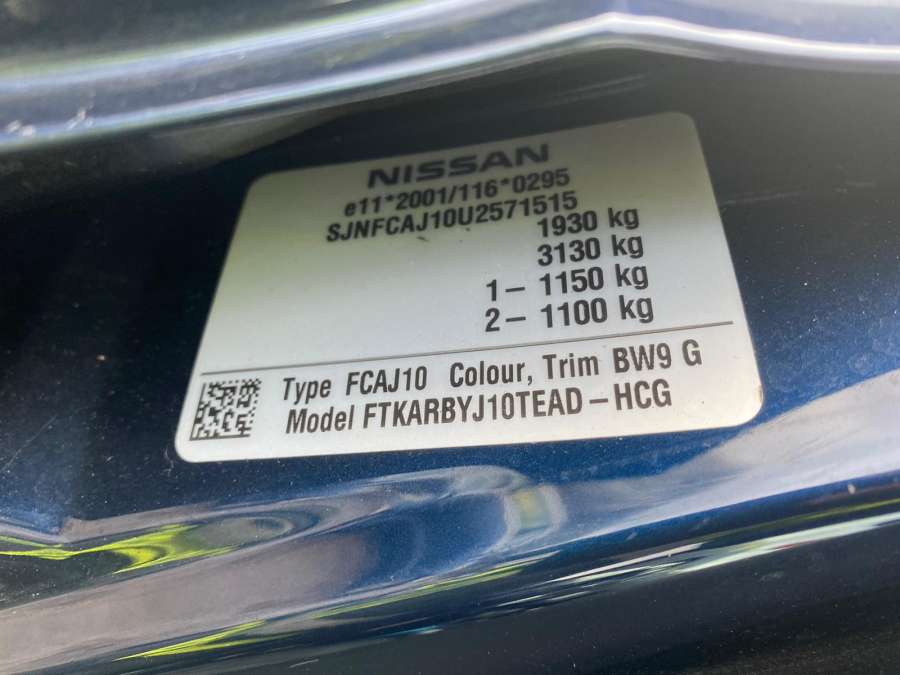 NISSAN
e11*2001/116*0295
SJNFCAJ10U2571515
1930 kg
3130 kg
1– 1150 kg
2– 1100 kg
Type FCAJ10 Colour, Trim BW9 G
Model FTKARBYJ10TEAD–HCG